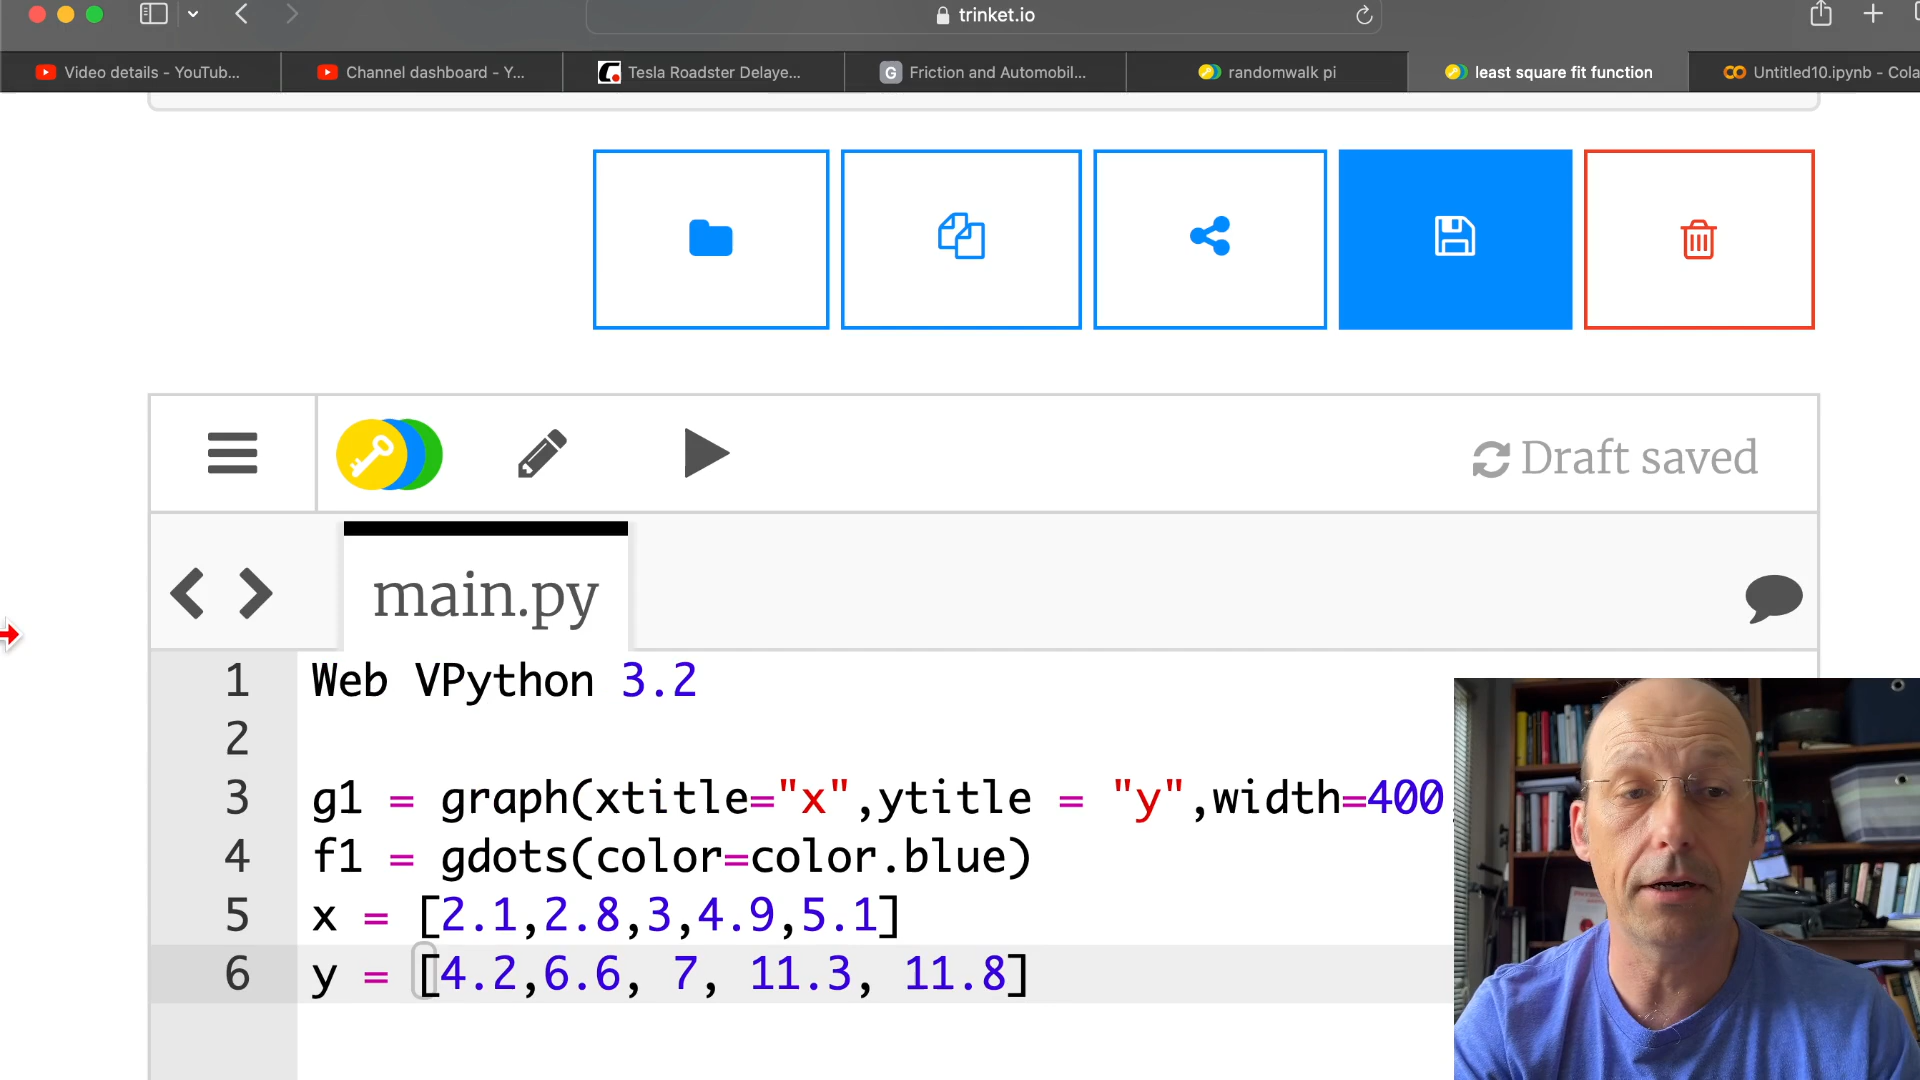 trinket.io
Video details - YouTub...
Channel dashboard - Y...
Tesla Roadster Delaye...
G Friction and Automobil...
randomwalk pi
least square fit function
Untitled10.ipynb - Cola
Draft saved
main.py
1 Web VPython 3.2
2
3 g1 = graph(xtitle="x",ytitle = "y",width=400
4 f1 = gdots(color=color.blue)
5 x = [2.1,2.8,3,4.9,5.1]
6 y = [4.2,6.6, 7, 11.3, 11.8]